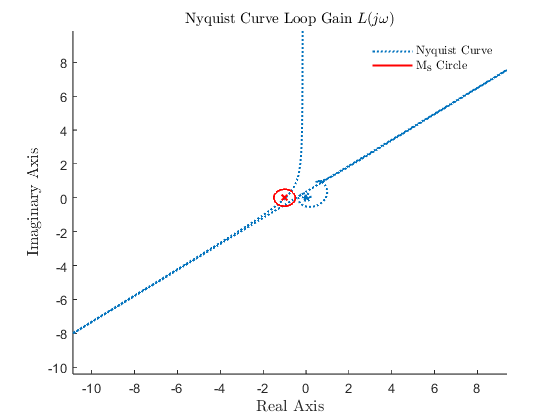 Nyquist Curve Loop Gain L(jω)
Nyquist Curve
Ms Circle
8
6
4
2
0
-2
-4
-6
-8
-10
Imaginary Axis
-10 -8 -6 -4 -2 0 2 4 6 8
Real Axis